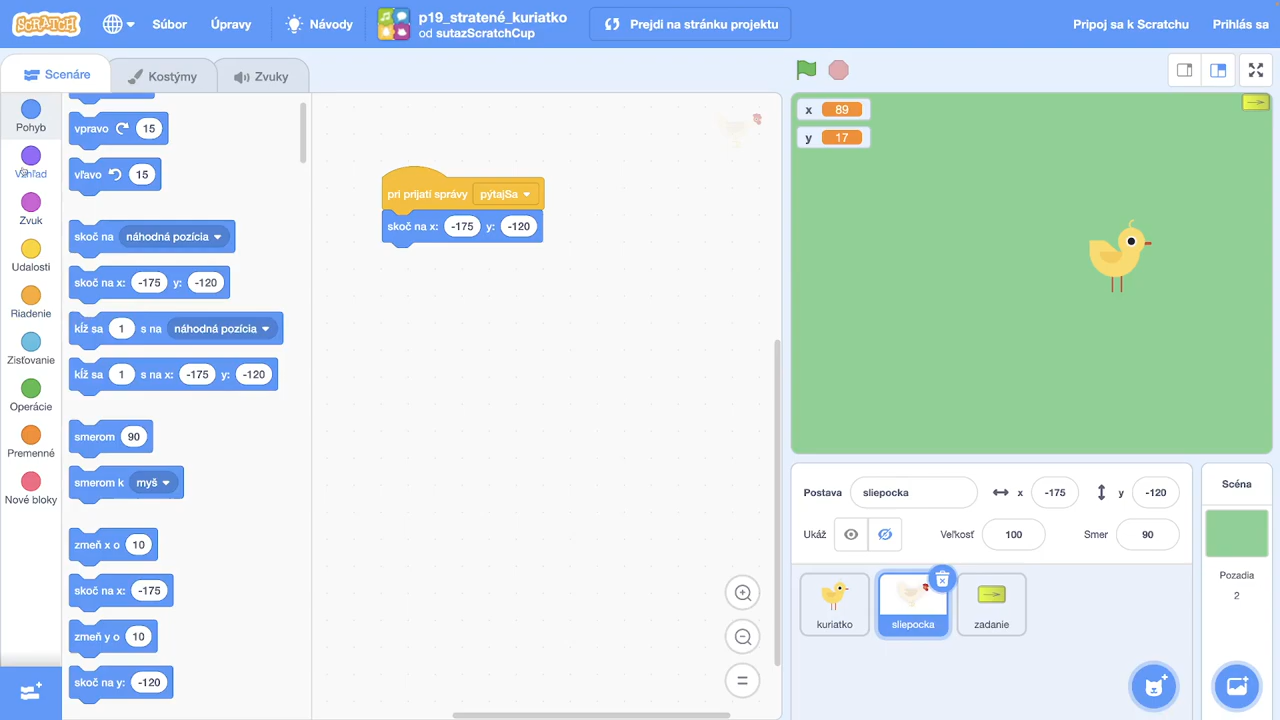 SCRATCH
Súbor
Úpravy
Návody
p19_stratené_kuriatko
od sutazScratchCup
Prejdi na stránku projektu
Pripoj sa k Scratchu
Prihlás sa
Scenáre
Kostýmy
Zvuky
Pohyb
Vzhľad
Zvuk
Udalosti
Riadenie
Zisťovanie
Operácie
Premenné
Nové bloky
vpravo 15
vľavo 15
skoč na náhodná pozícia
skoč na x: -175 y: -120
kĺž sa 1 s na náhodná pozícia
kĺž sa 1 s na x: -175 y: -120
smerom 90
smerom k myš
zmeň x o 10
skoč na x: -175
zmeň y o 10
skoč na y: -120
pri prijatí správy pýtajSa
skoč na x: -175 y: -120
x 89
y 17
Postava sliepocka x -175 y -120
Ukáž Veľkosť 100 Smer 90
kuriatko
sliepocka
zadanie
Scéna
Pozadia
2